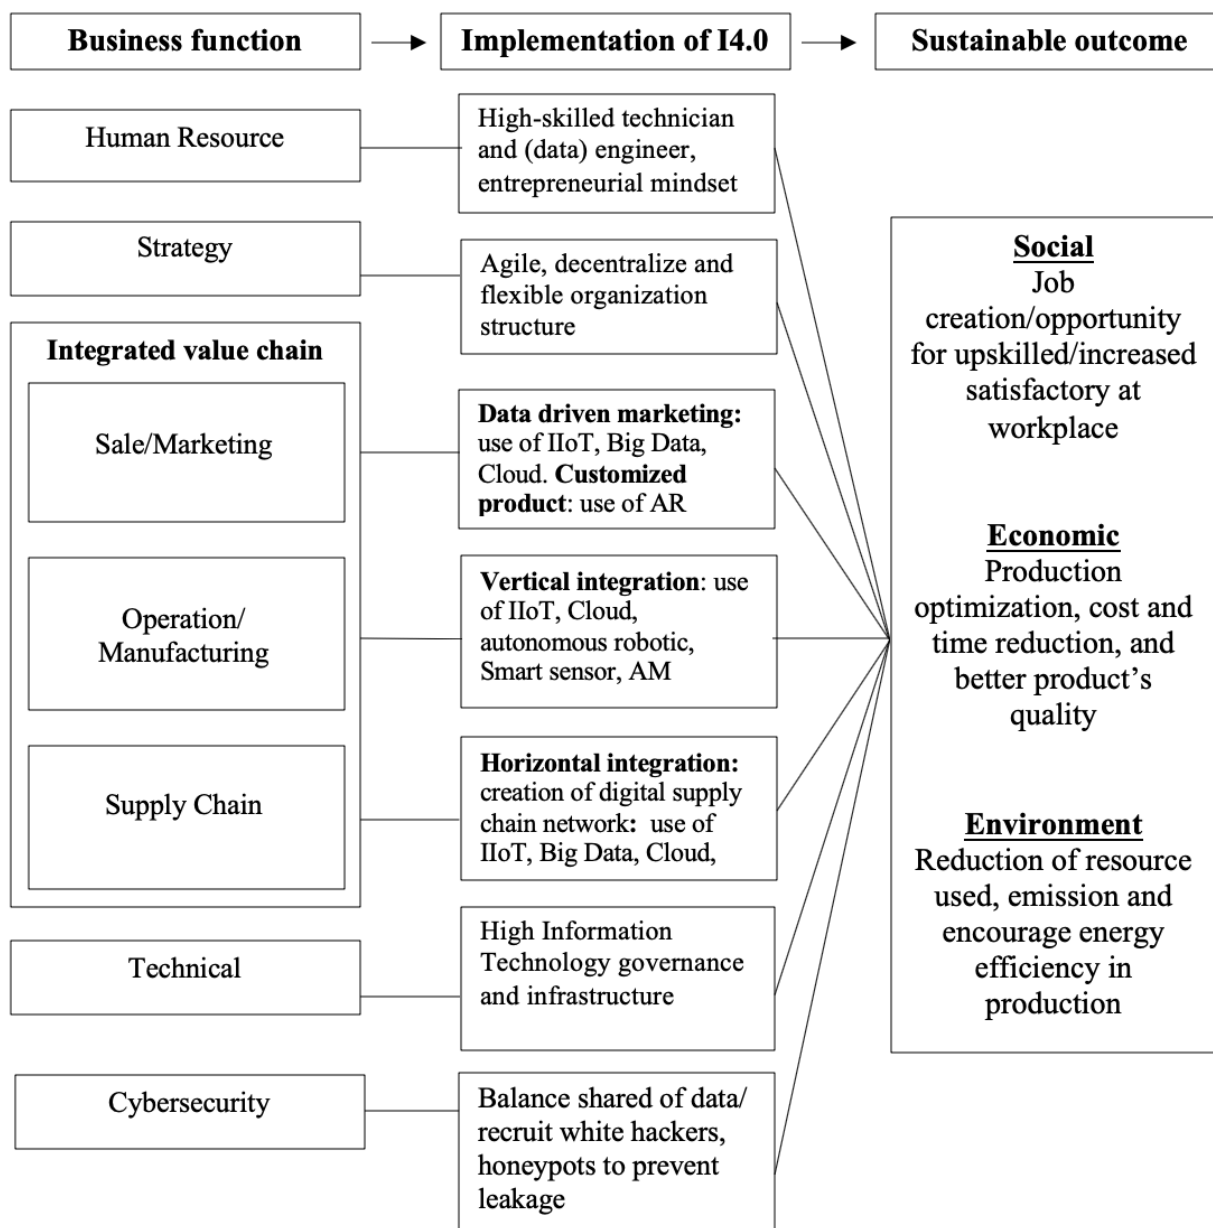 Business function
Implementation of I4.0
Sustainable outcome
Human Resource
High-skilled technician
and (data) engineer,
entrepreneurial mindset
Strategy
Agile, decentralize and
flexible organization
structure
Integrated value chain
Sale/Marketing
Data driven marketing:
use of IIoT, Big Data,
Cloud. Customized
product: use of AR
Operation/
Manufacturing
Vertical integration: use
of IIoT, Cloud,
autonomous robotic,
Smart sensor, AM
Supply Chain
Horizontal integration:
creation of digital supply
chain network: use of
IIoT, Big Data, Cloud,
Technical
High Information
Technology governance
and infrastructure
Cybersecurity
Balance shared of data/
recruit white hackers,
honeypots to prevent
leakage
Social
Job
creation/opportunity
for upskilled/increased
satisfactory at
workplace
Economic
Production
optimization, cost and
time reduction, and
better product’s
quality
Environment
Reduction of resource
used, emission and
encourage energy
efficiency in
production